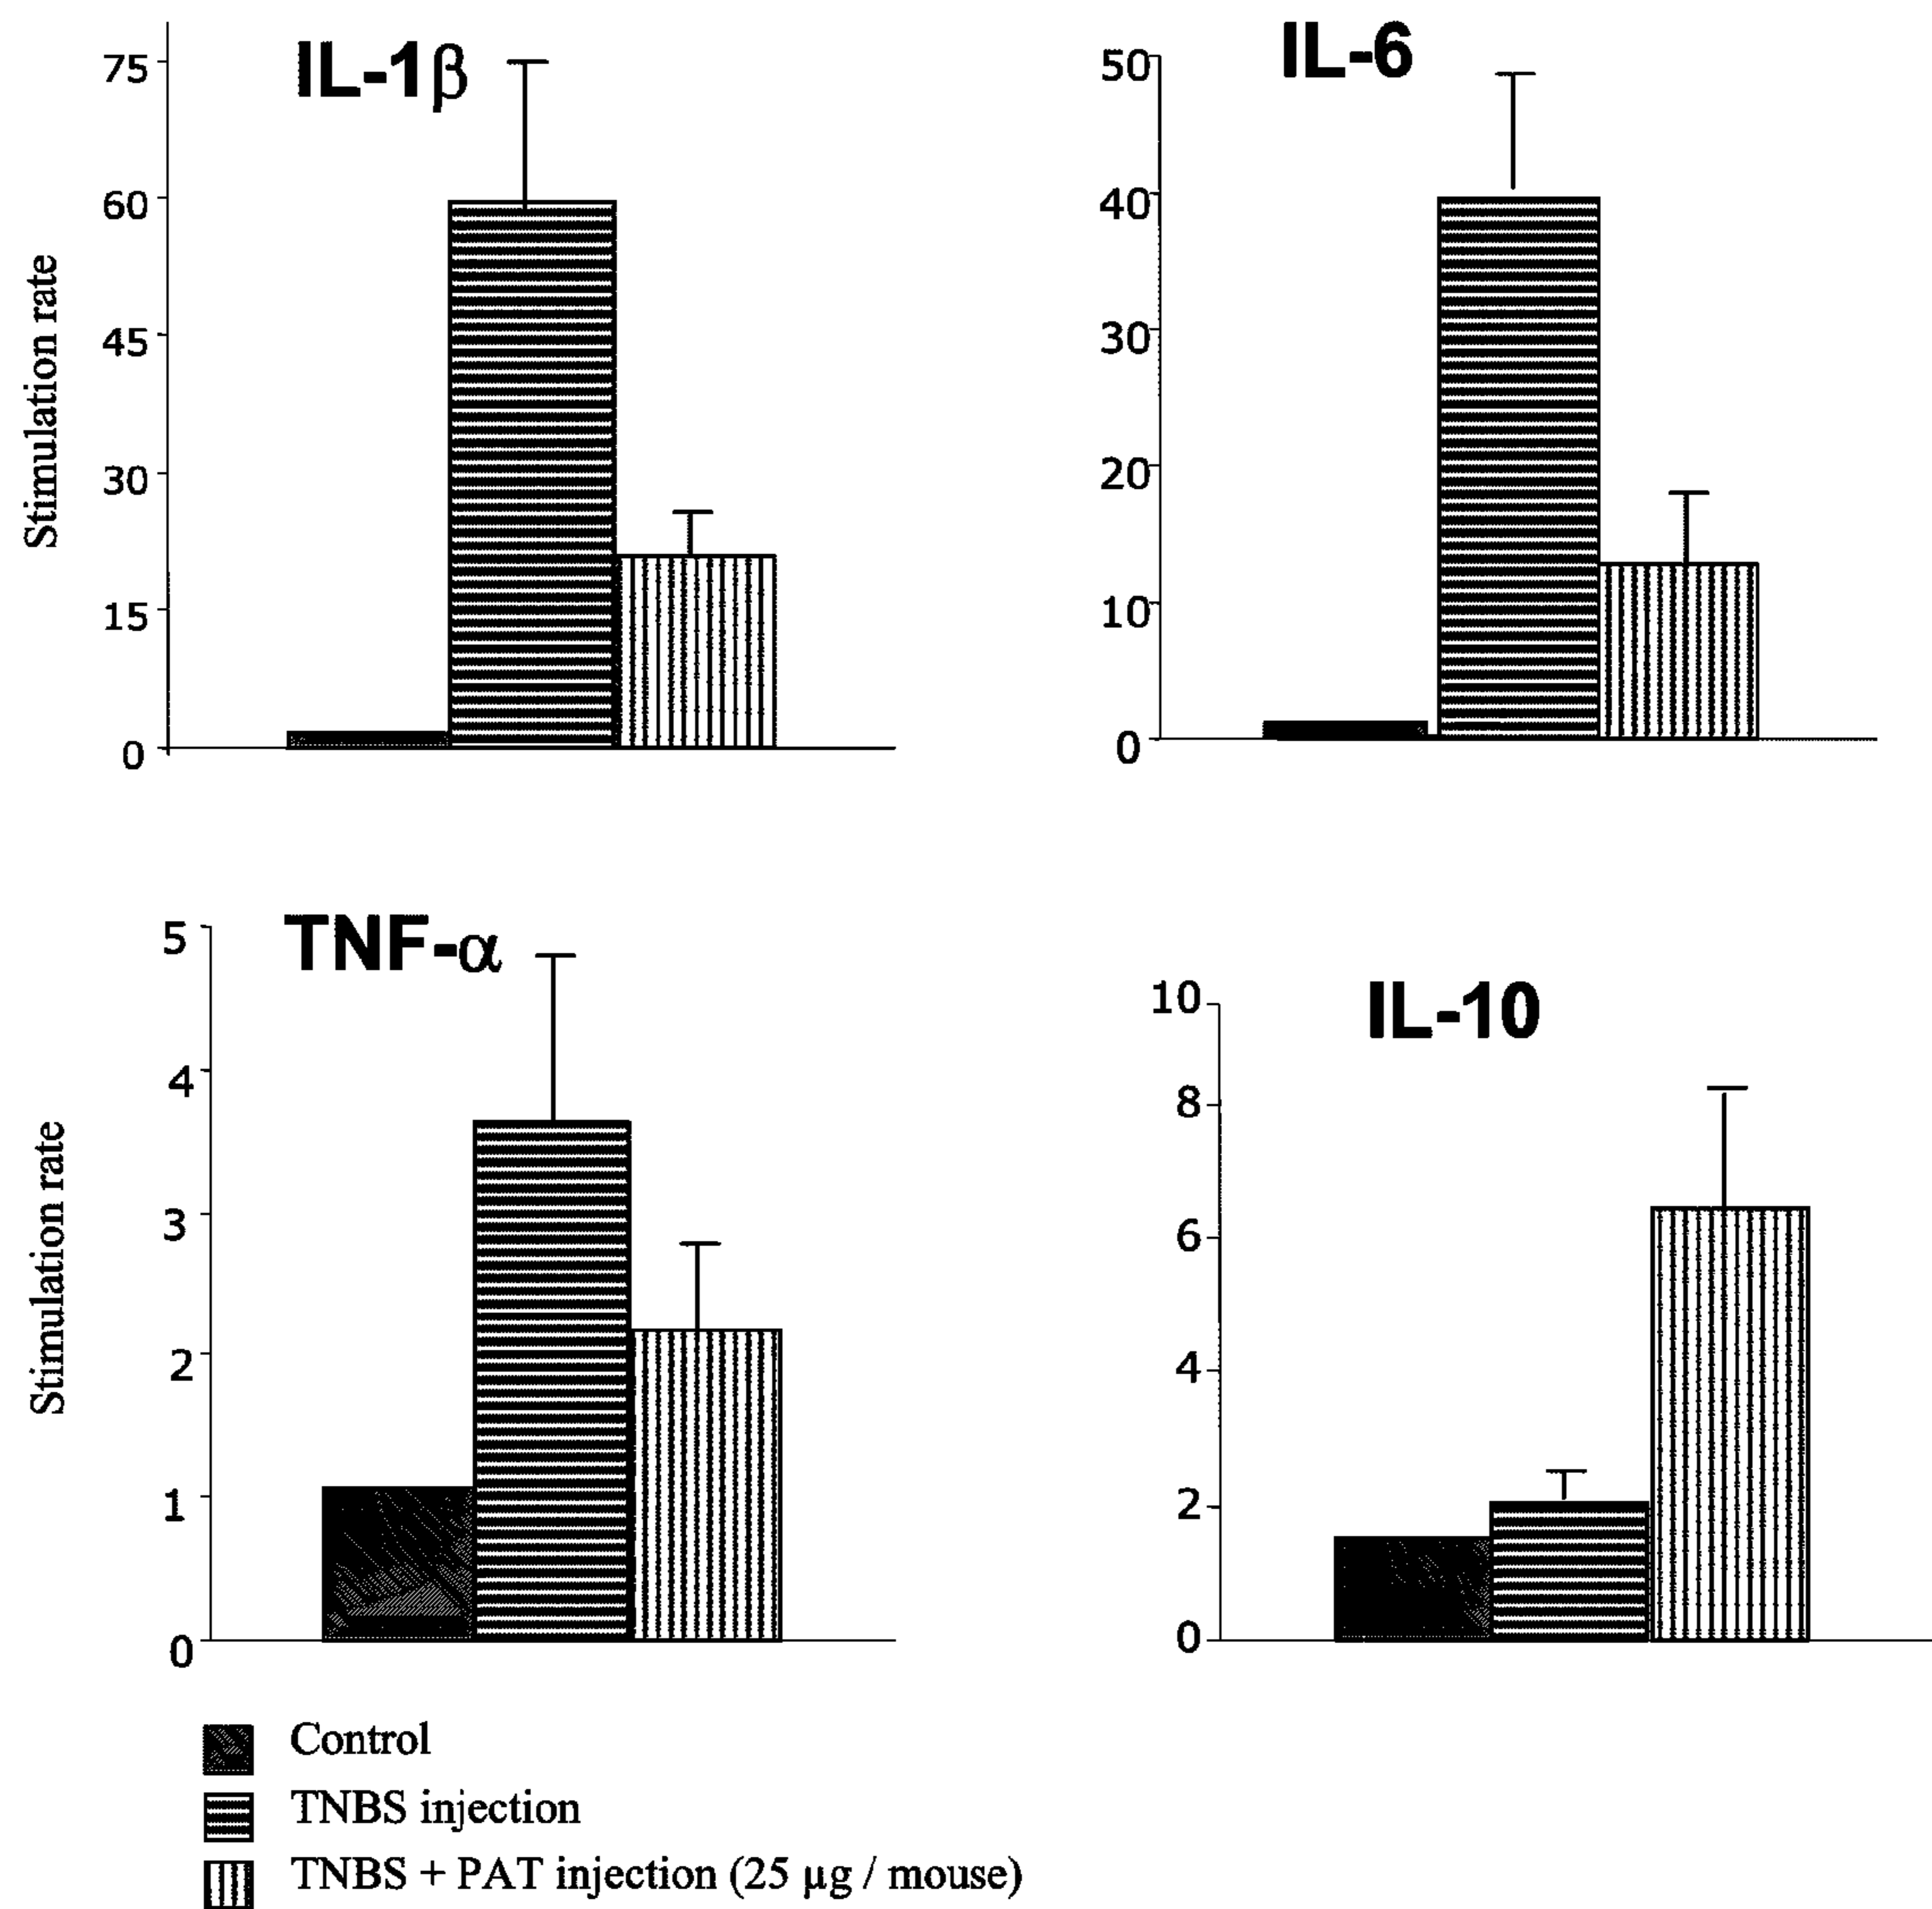 IL-1β
75
60
45
30
15
0
Stimulation rate
IL-6
50
40
30
20
10
0
TNF-α
5
4
3
2
1
0
Stimulation rate
IL-10
10
8
6
4
2
0
Control
TNBS injection
TNBS + PAT injection (25 µg / mouse)